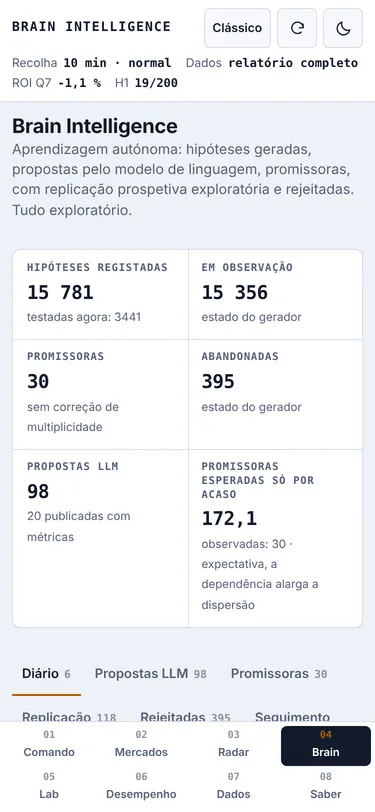 BRAIN INTELLIGENCE
Clássico
Recolha 10 min · normal Dados relatório completo
ROI Q7 -1,1 % H1 19/200
Brain Intelligence
Aprendizagem autónoma: hipóteses geradas,
propostas pelo modelo de linguagem, promissoras,
com replicação prospetiva exploratória e rejeitadas.
Tudo exploratório.
HIPÓTESES REGISTADAS
15 781
testadas agora: 3441
EM OBSERVAÇÃO
15 356
estado do gerador
PROMISSORAS
30
sem correção de
multiplicidade
ABANDONADAS
395
estado do gerador
PROPOSTAS LLM
98
20 publicadas com
métricas
PROMISSORAS
ESPERADAS SÓ POR
ACASO
172,1
observadas: 30 ·
expectativa, a
dependência alarga a
dispersão
Diário 6 Propostas LLM 98 Promissoras 30
Replicação 118 Rejeitadas 395 Seguimento
01 Comando
02 Mercados
03 Radar
04 Brain
05 Lab
06 Desempenho
07 Dados
08 Saber